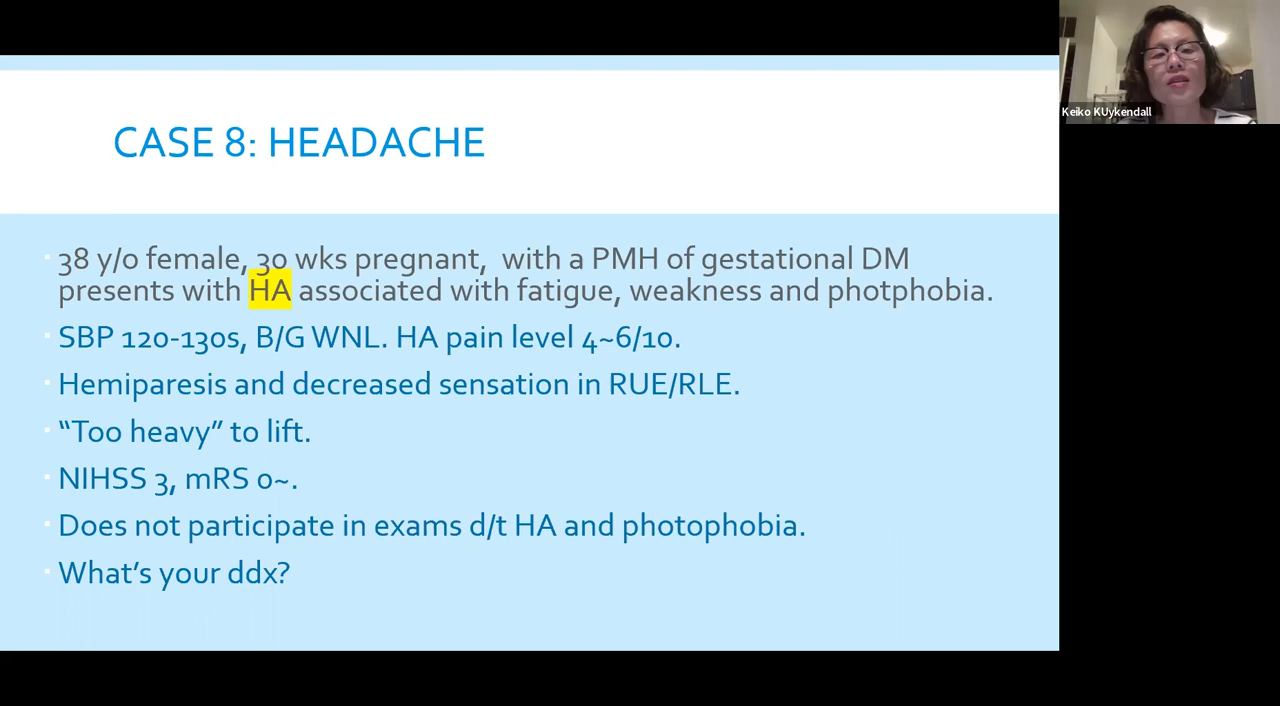 CASE 8: HEADACHE
38 y/o female, 30 wks pregnant, with a PMH of gestational DM
presents with HA associated with fatigue, weakness and photphobia.
SBP 120-130s, B/G WNL. HA pain level 4~6/10.
Hemiparesis and decreased sensation in RUE/RLE.
“Too heavy” to lift.
NIHSS 3, mRS 0~.
Does not participate in exams d/t HA and photophobia.
What’s your ddx?
Keiko KUykendall